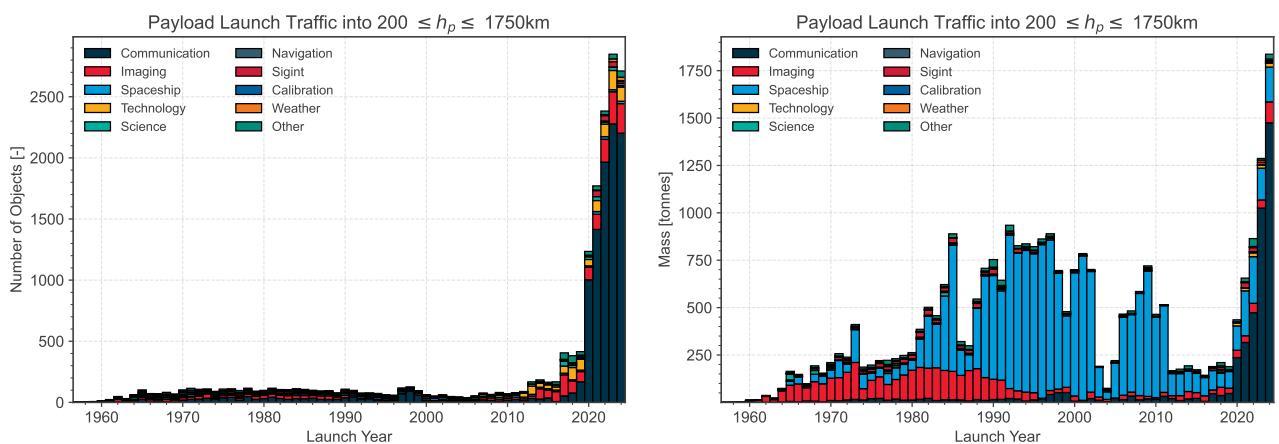 Payload Launch Traffic into 200 ≤ hₚ ≤ 1750km
Number of Objects [-]
2500
2000
1500
1000
500
0
Communication
Imaging
Spaceship
Technology
Science
Navigation
Sigint
Calibration
Weather
Other
1960 1970 1980 1990 2000 2010 2020
Launch Year
Payload Launch Traffic into 200 ≤ hₚ ≤ 1750km
Mass [tonnes]
1750
1500
1250
1000
750
500
250
Communication
Imaging
Spaceship
Technology
Science
Navigation
Sigint
Calibration
Weather
Other
1960 1970 1980 1990 2000 2010 2020
Launch Year